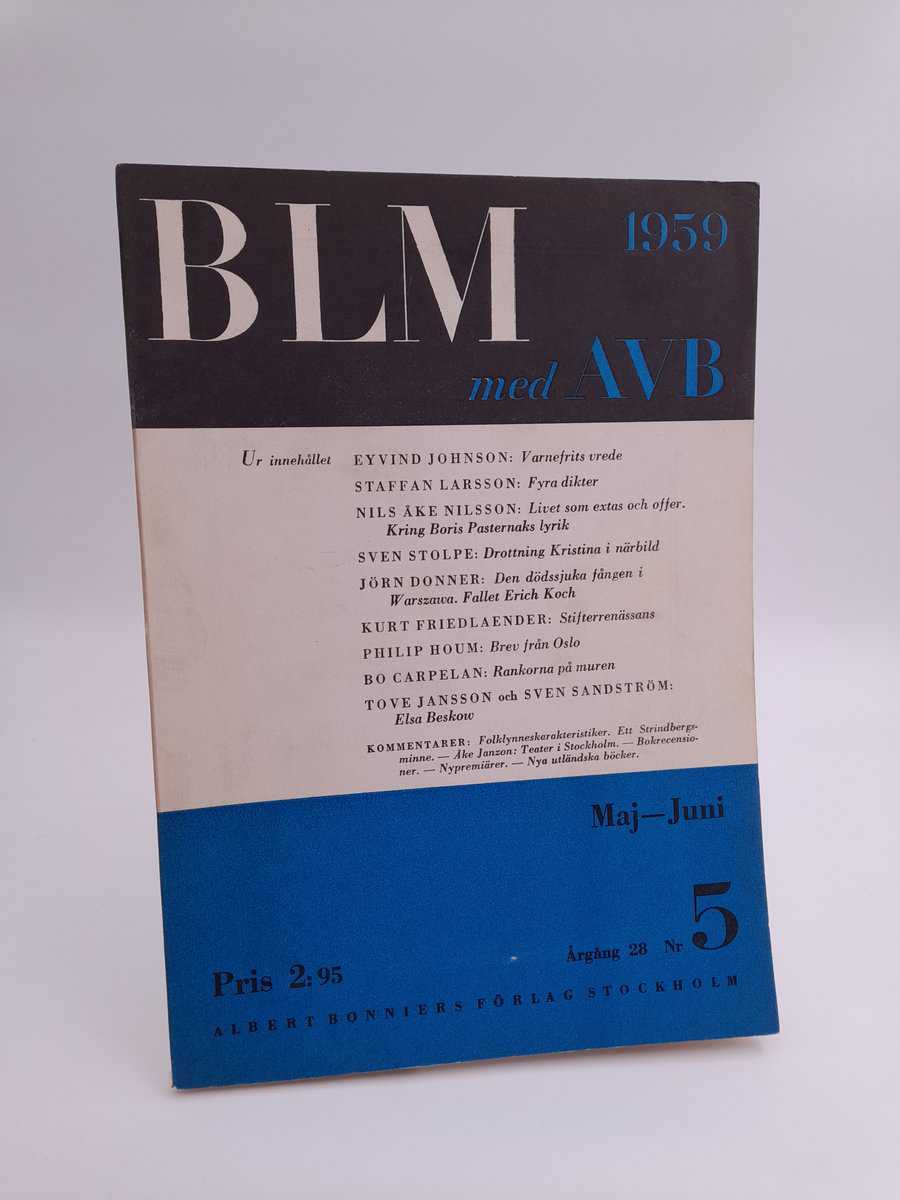 BLM 1959
med AVB
Ur innehållet EYVIND JOHNSON: Varnefrits vrede
STAFFAN LARSSON: Fyra dikter
NILS ÅKE NILSSON: Livet som extas och offer.
Kring Boris Pasternaks lyrik
SVEN STOLPE: Drottning Kristina i närbild
JÖRN DONNER: Den dödssjuka fången i
Warszawa. Fallet Erich Koch
KURT FRIEDLAENDER: Stifterrenässans
PHILIP HOUM: Brev från Oslo
BO CARPELAN: Rankorna på muren
TOVE JANSSON och SVEN SANDSTRÖM:
Elsa Beskow
KOMMENTARER: Folklynneskarakteristiker. Ett Strindbergs-
minne. — Åke Janzon: Teater i Stockholm. — Bokrecensio-
ner. — Nypremiärer. — Nya utländska böcker.
Maj—Juni
Årgång 28 Nr 5
Pris 2:95
ALBERT BONNIERS FÖRLAG STOCKHOLM